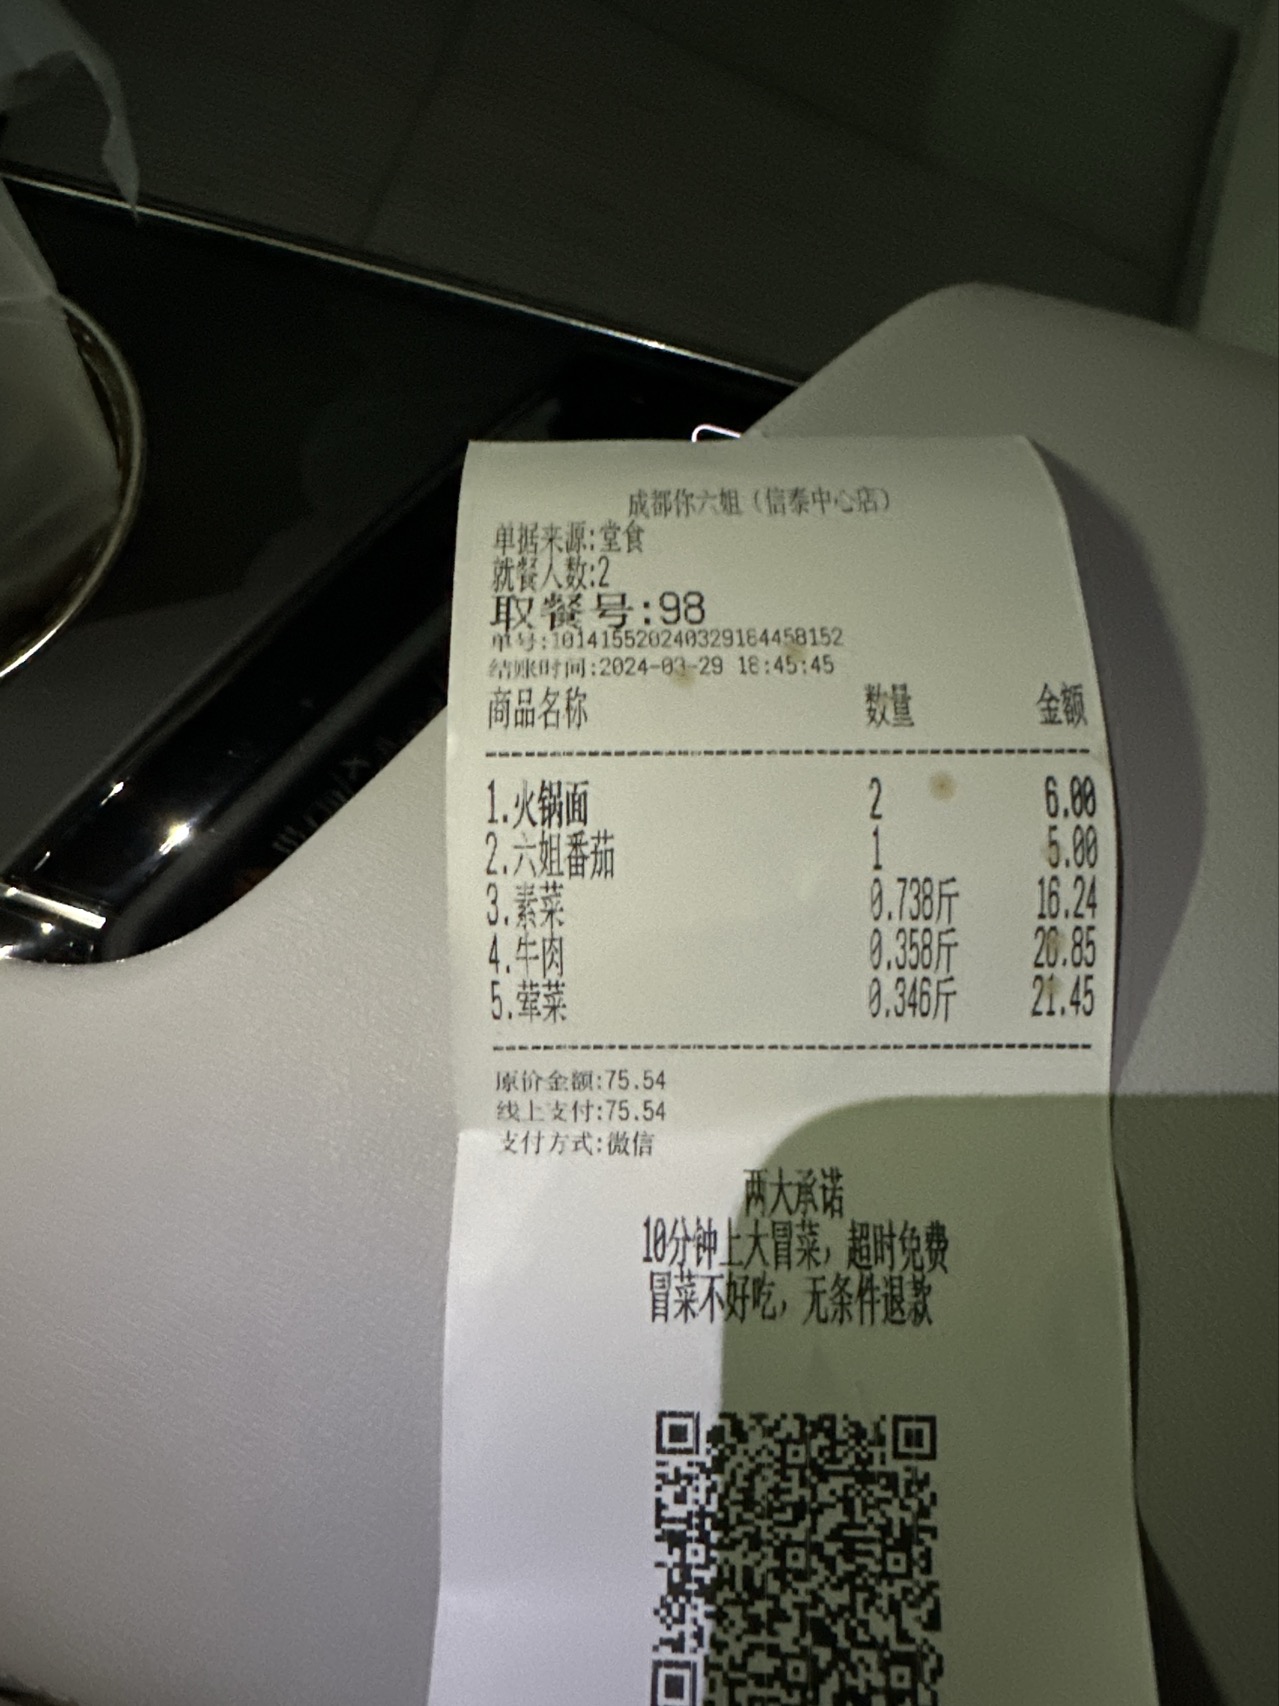 成都你六姐(信泰中心店)
单据来源:堂食
就餐人数:2
取餐号:98
单号:101415520240329184458152
结账时间:2024-03-29 18:45:45
商品名称 数量 金额
1.火锅面 2 6.00
2.六姐番茄 1 5.00
3.素菜 0.738斤 16.24
4.牛肉 0.358斤 26.85
5.荤菜 0.346斤 21.45
原价金额:75.54
线上支付:75.54
支付方式:微信
两大承诺
10分钟上大冒菜，超时免费
冒菜不好吃，无条件退款